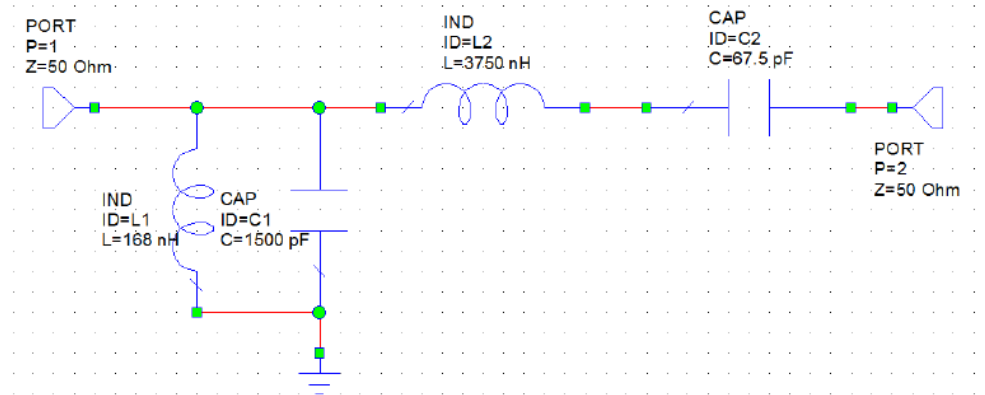 PORT
P=1
Z=50 Ohm
IND
ID=L2
L=3750 nH
CAP
ID=C2
C=67.5 pF
PORT
P=2
Z=50 Ohm
IND
ID=L1
L=168 nH
CAP
ID=C1
C=1500 pF